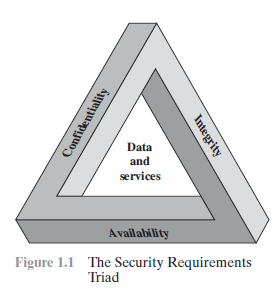 Confidentiality
Integrity
Data
and
services
Availability
Figure 1.1 The Security Requirements
Triad